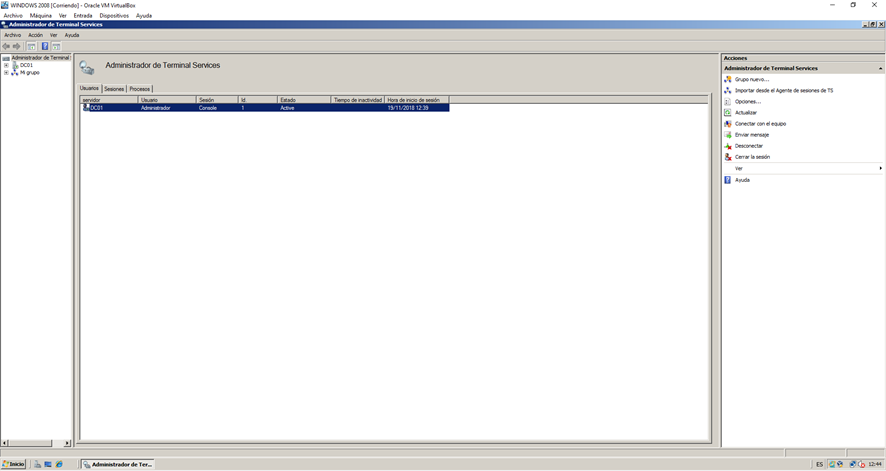 WINDOWS 2008 [Corriendo] - Oracle VM VirtualBox
Archivo Máquina Ver Entrada Dispositivos Ayuda
Administrador de Terminal Services
Archivo Acción Ver Ayuda
Administrador de Terminal
DC01
Mi grupo
Administrador de Terminal Services
Usuarios Sesiones Procesos
servidor Usuario Sesión Id. Estado Tiempo de inactividad Hora de inicio de sesión
DC01 Administrador Console 1 Active 19/11/2018 12:39
Acciones
Administrador de Terminal Services
Grupo nuevo...
Importar desde el Agente de sesiones de TS
Opciones...
Actualizar
Conectar con el equipo
Enviar mensaje
Desconectar
Cerrar la sesión
Ver
Ayuda
Inicio Administrador de Ter... ES 12:44